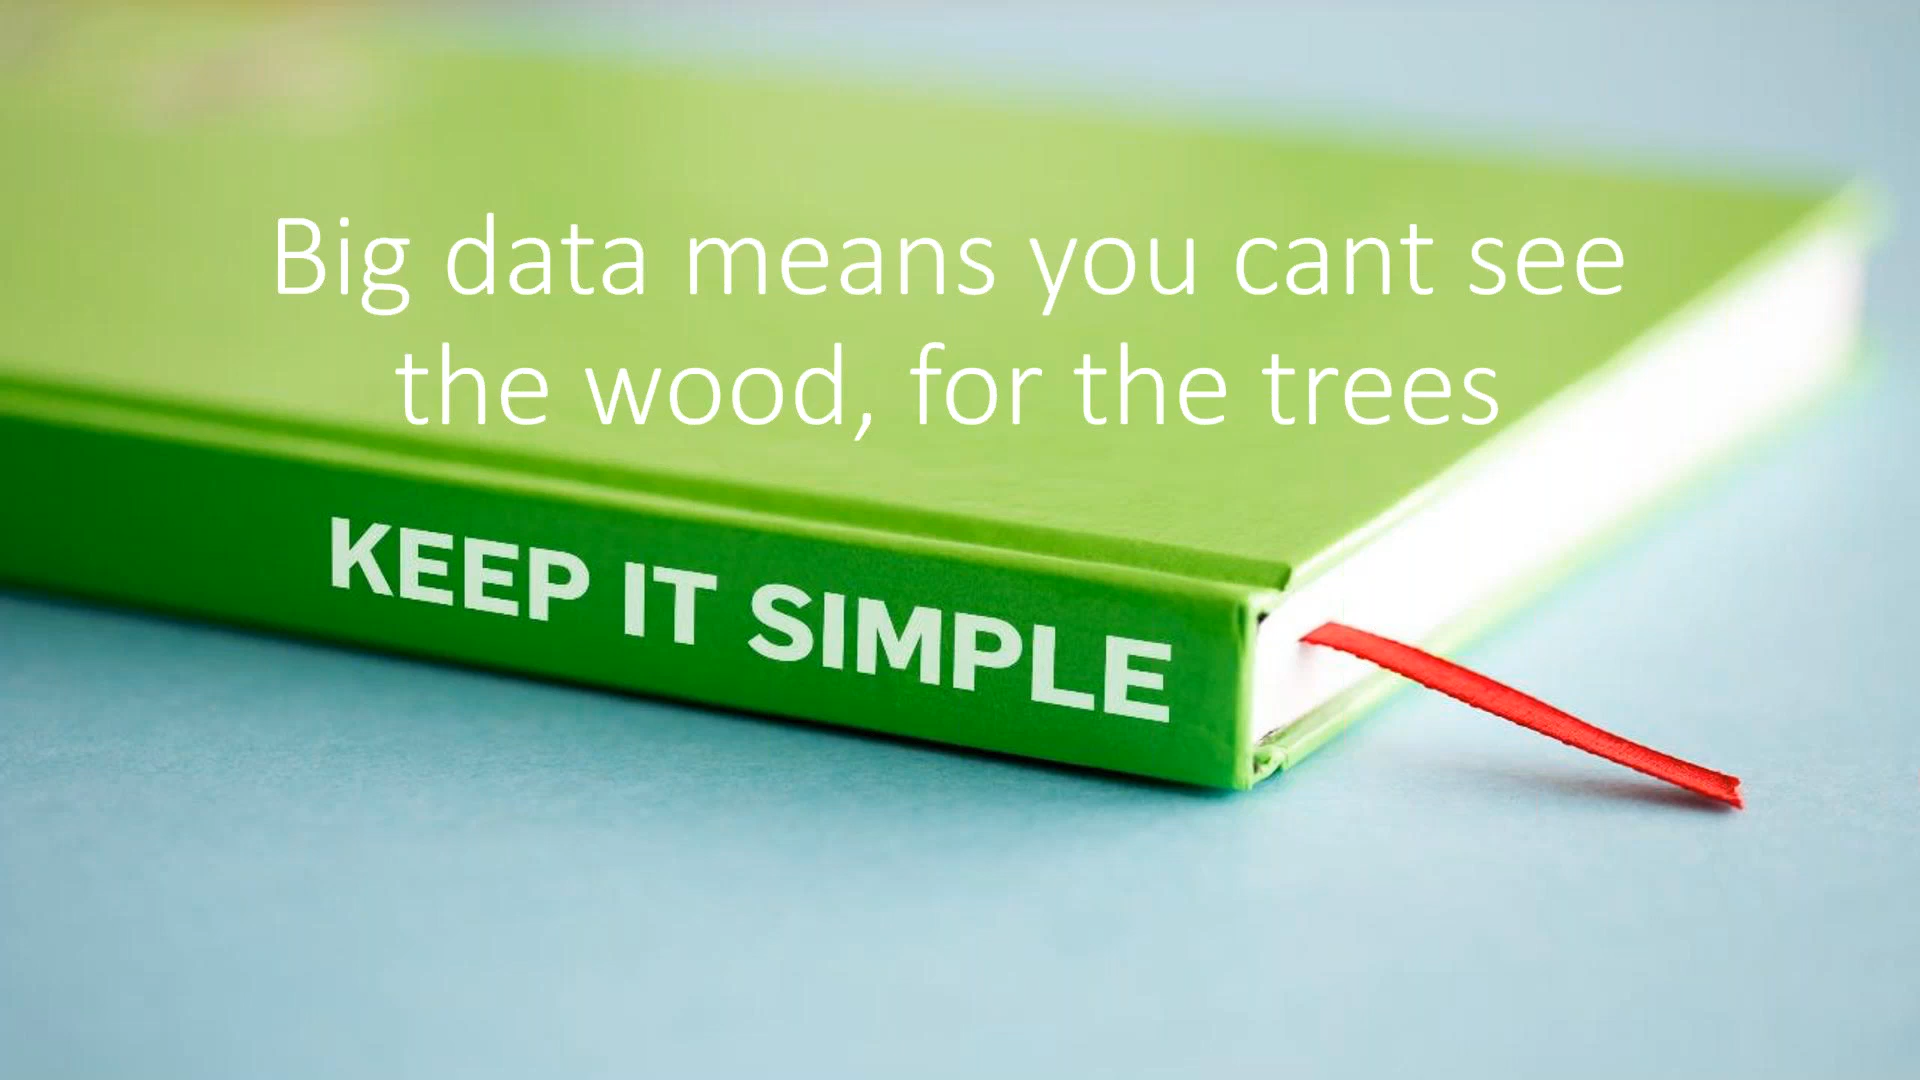 Big data means you cant see
the wood, for the trees
KEEP IT SIMPLE